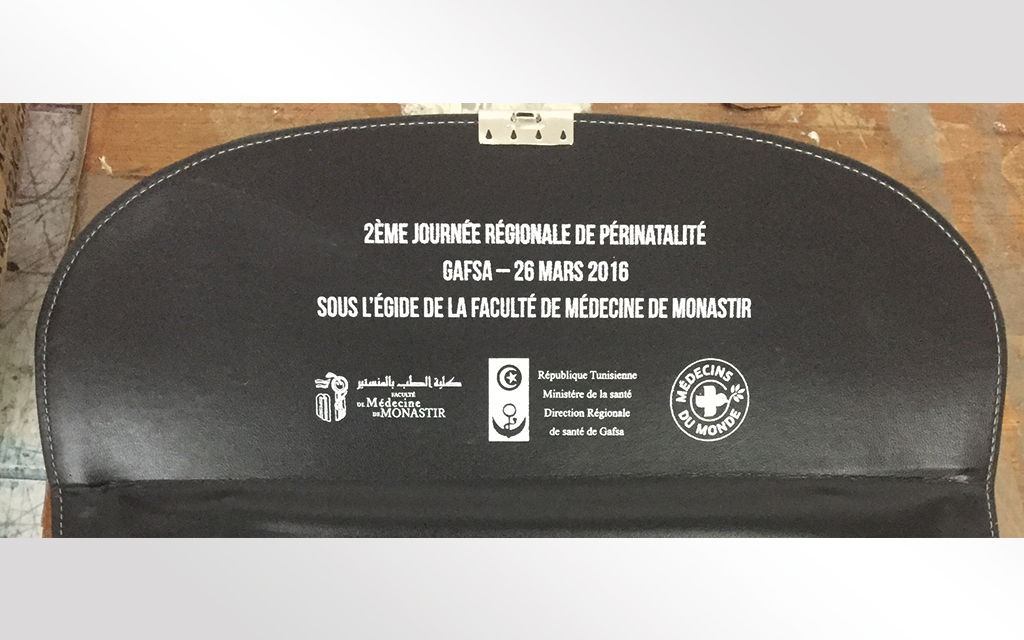 2ÈME JOURNÉE RÉGIONALE DE PÉRINATALITÉ
GAFSA – 26 MARS 2016
SOUS L'ÉGIDE DE LA FACULTÉ DE MÉDECINE DE MONASTIR
كلية الطب بالمنستير
FACULTÉ
DE Médecine
DE MONASTIR
République Tunisienne
Ministère de la santé
Direction Régionale
de santé de Gafsa
MÉDECINS
DU MONDE